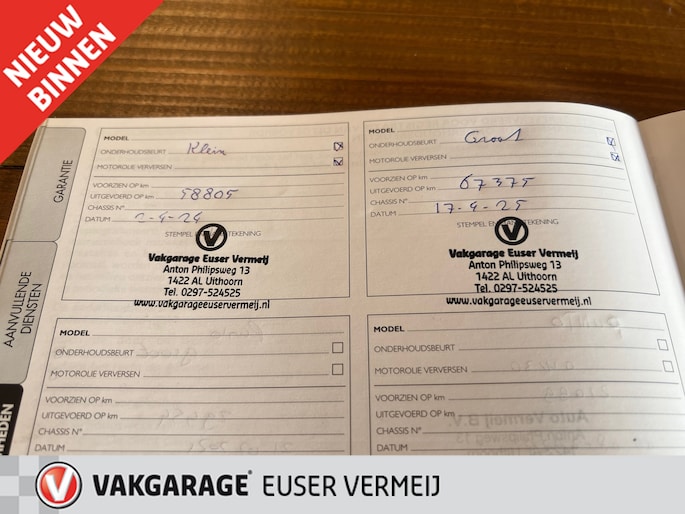 NIEUW
BINNEN
GARANTIE
AANVULLENDE
DIENSTEN
HEDEN
MODEL
ONDERHOUDSBEURT Klein
MOTOROLIE VERVERSEN
VOORZIEN OP km
UITGEVOERD OP km 58805
CHASSIS N°
DATUM 2-4-24
STEMPEL EN HANDTEKENING
Vakgarage Euser Vermeij
Anton Philipsweg 13
1422 AL Uithoorn
Tel. 0297-524525
www.vakgarageeuservermeij.nl
MODEL
ONDERHOUDSBEURT Groot
MOTOROLIE VERVERSEN
VOORZIEN OP km
UITGEVOERD OP km 67375
CHASSIS N°
DATUM 17-4-25
STEMPEL EN HANDTEKENING
Vakgarage Euser Vermeij
Anton Philipsweg 13
1422 AL Uithoorn
Tel. 0297-524525
www.vakgarageeuservermeij.nl
MODEL
ONDERHOUDSBEURT
MOTOROLIE VERVERSEN
VOORZIEN OP km
UITGEVOERD OP km
CHASSIS N°
DATUM
MODEL
ONDERHOUDSBEURT
MOTOROLIE VERVERSEN
VOORZIEN OP km
UITGEVOERD OP km
CHASSIS N°
DATUM
VAKGARAGE EUSER VERMEIJ